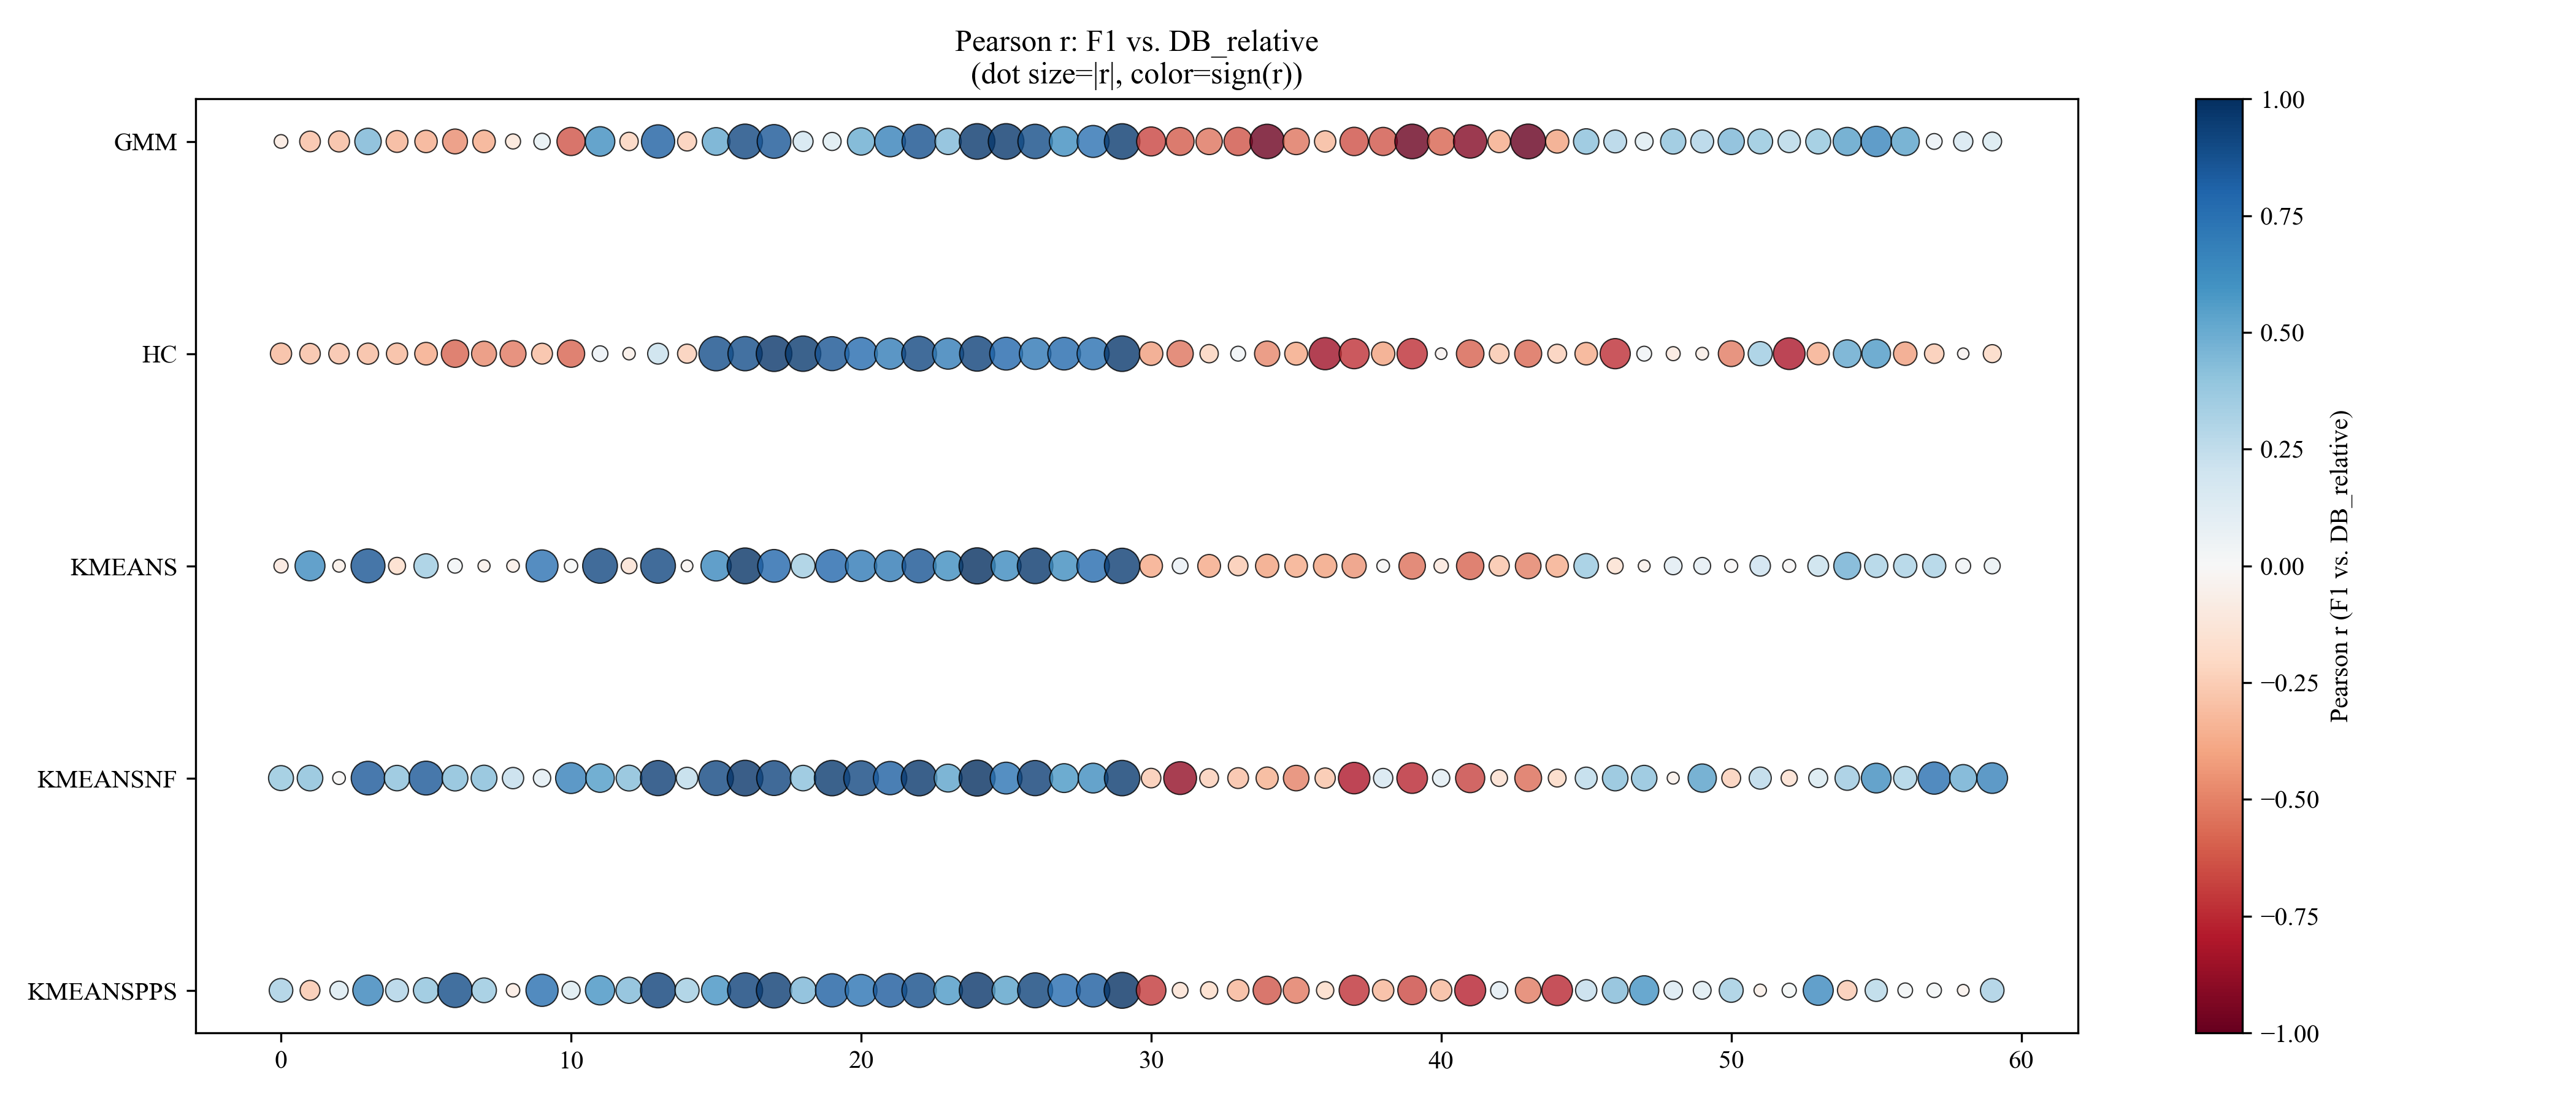 Pearson r: F1 vs. DB_relative
(dot size=|r|, color=sign(r))
GMM
HC
KMEANS
KMEANSNF
KMEANSPPS
0 10 20 30 40 50 60
1.00
0.75
0.50
0.25
0.00
−0.25
−0.50
−0.75
−1.00
Pearson r (F1 vs. DB_relative)